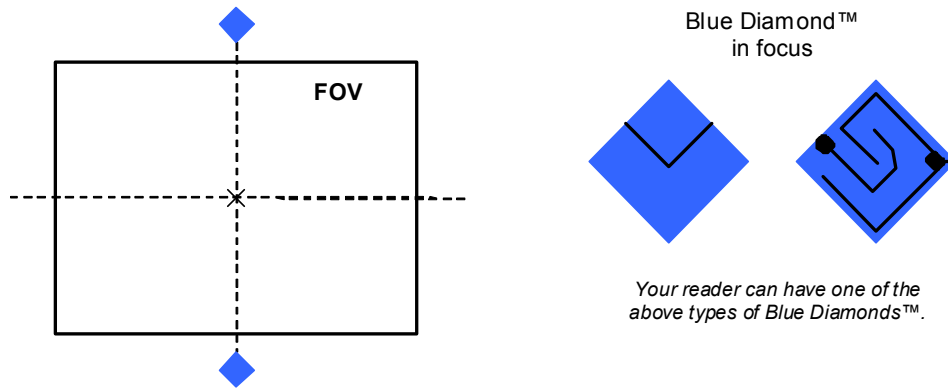 FOV
Blue Diamond™
in focus
Your reader can have one of the
above types of Blue Diamonds™.